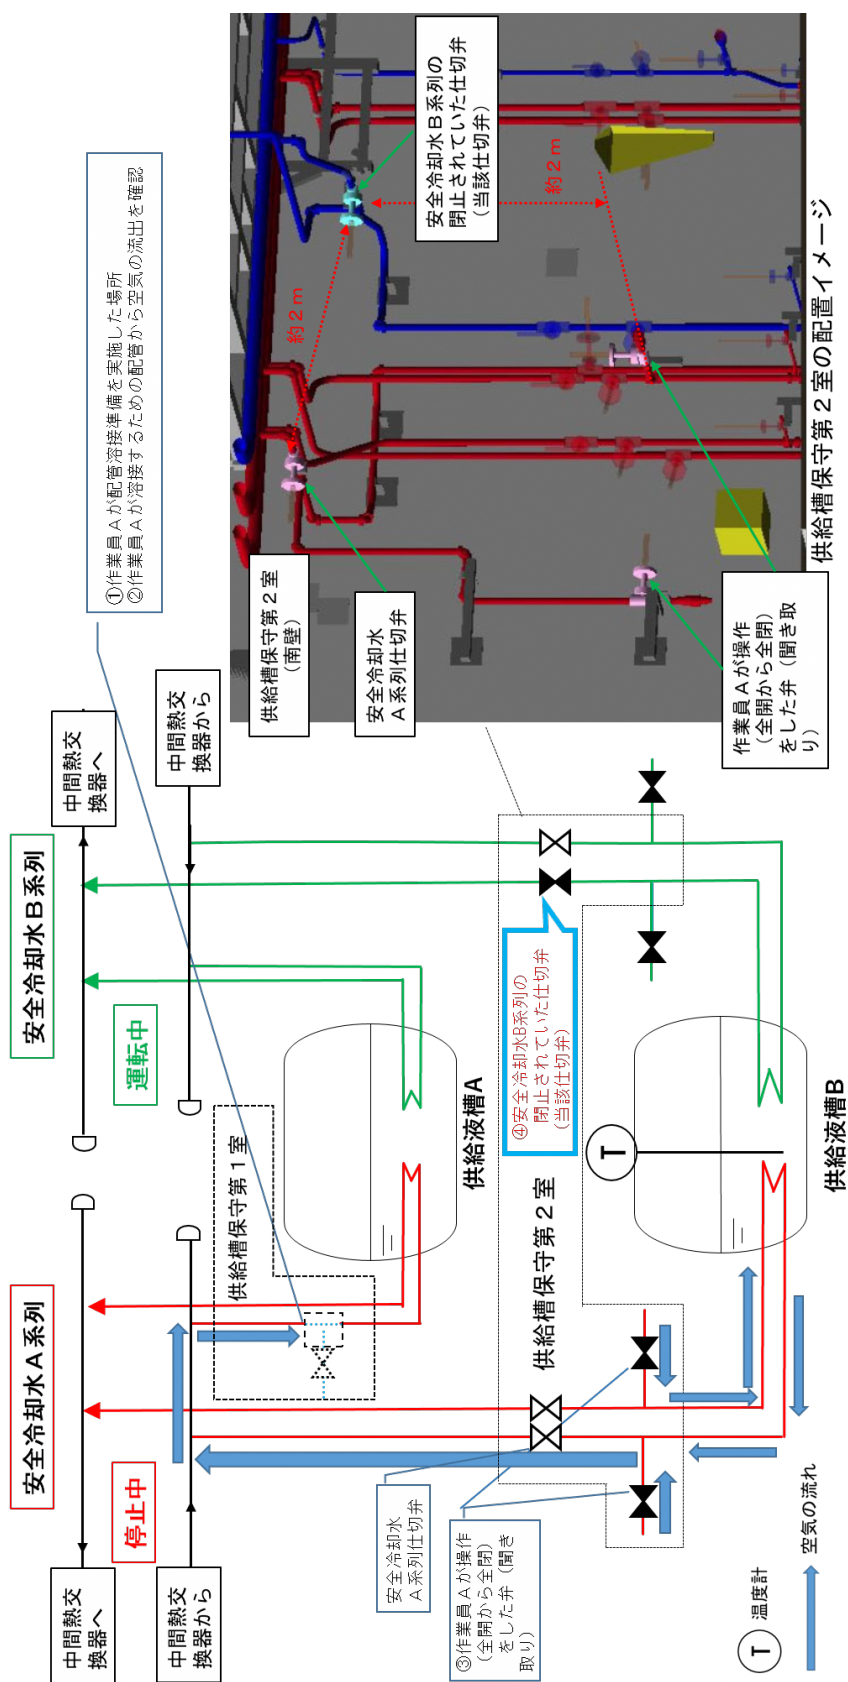 安全冷却水Ａ系列
安全冷却水Ｂ系列
停止中
運転中
中間熱交
換器へ
中間熱交
換器から
中間熱交
換器へ
中間熱交
換器から
①作業員Ａが配管溶接準備を実施した場所
②作業員Ａが溶接するための配管から空気の流出を確認
供給槽保守第１室
供給液槽A
安全冷却水
Ａ系列仕切弁
③作業員Ａが操作
（全開から全閉）
をした弁（聞き
取り）
供給槽保守第２室
④安全冷却水B系列の
閉止されていた仕切弁
（当該仕切弁）
T
供給液槽B
T
温度計
空気の流れ
供給槽保守第２室
（南壁）
安全冷却水
Ａ系列仕切弁
約２ｍ
安全冷却水Ｂ系列の
閉止されていた仕切弁
（当該仕切弁）
約２ｍ
作業員Ａが操作
（全開から全閉）
をした弁（聞き取
り）
供給槽保守第２室の配置イメージ